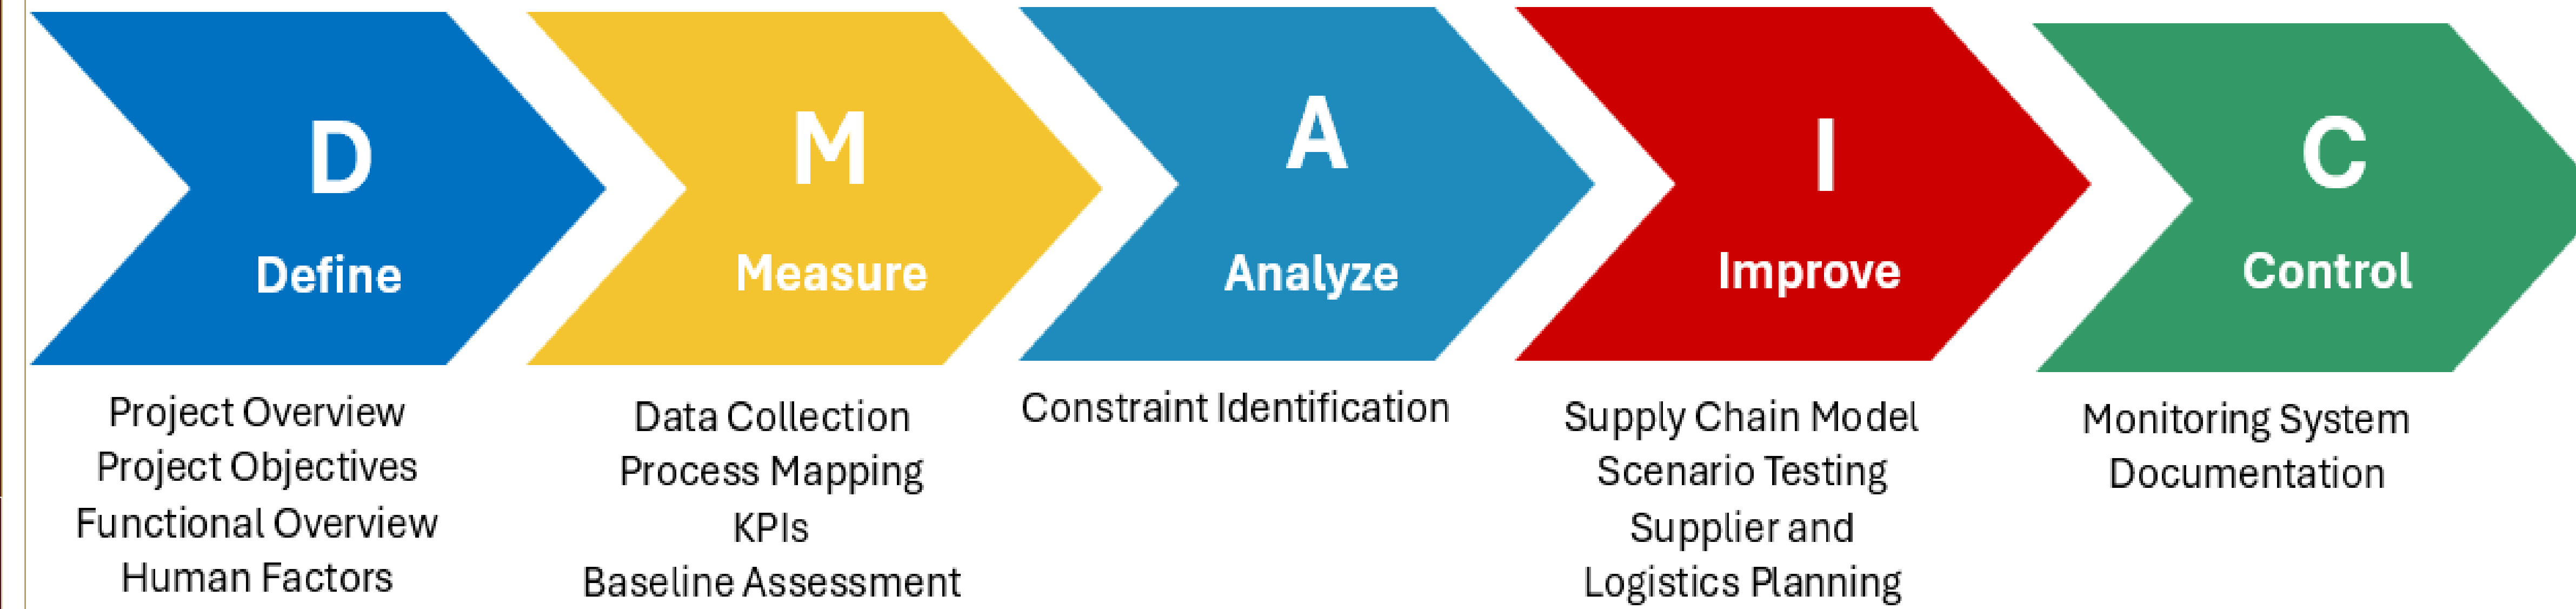 D
Define
Project Overview
Project Objectives
Functional Overview
Human Factors
M
Measure
Data Collection
Process Mapping
KPIs
Baseline Assessment
A
Analyze
Constraint Identification
I
Improve
Supply Chain Model
Scenario Testing
Supplier and
Logistics Planning
C
Control
Monitoring System
Documentation